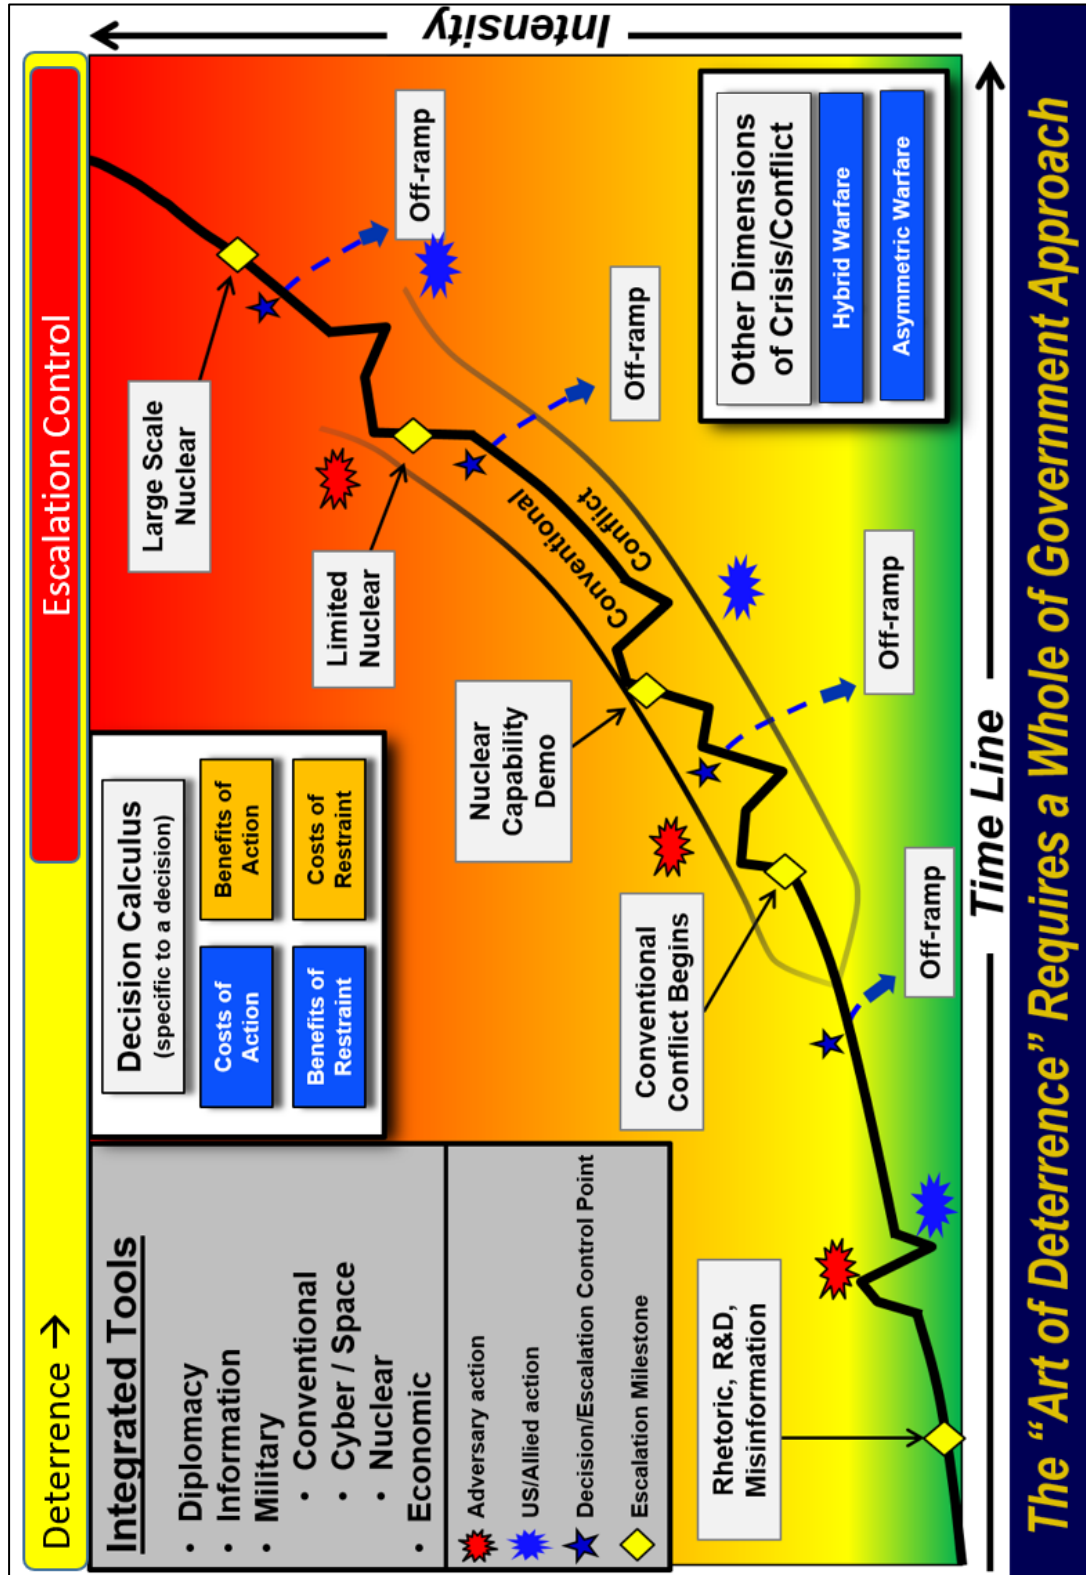 Deterrence →
Escalation Control
Integrated Tools
• Diplomacy
• Information
• Military
• Conventional
• Cyber / Space
• Nuclear
• Economic
Adversary action
US/Allied action
Decision/Escalation Control Point
Escalation Milestone
Decision Calculus
(specific to a decision)
Costs of
Action
Benefits of
Action
Benefits of
Restraint
Costs of
Restraint
Large Scale
Nuclear
Limited
Nuclear
Nuclear
Capability
Demo
Conventional
Conflict Begins
Rhetoric, R&D,
Misinformation
Conventional
Conflict
Off-ramp
Off-ramp
Off-ramp
Off-ramp
Other Dimensions
of Crisis/Conflict
Hybrid Warfare
Asymmetric Warfare
Intensity
Time Line
The “Art of Deterrence” Requires a Whole of Government Approach